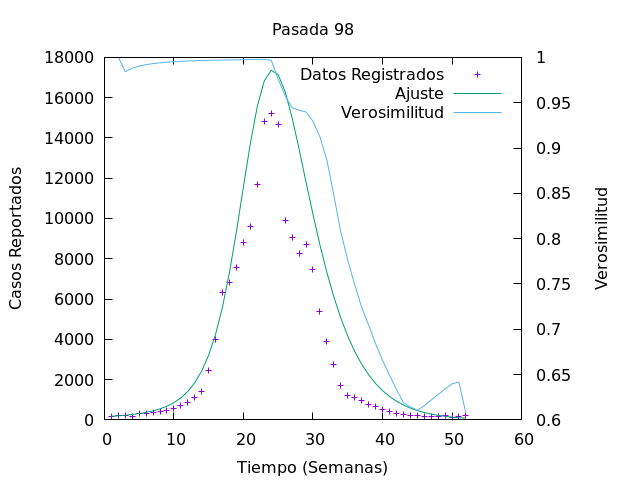 Pasada 98
18000
16000
14000
12000
10000
8000
6000
4000
2000
0
Casos Reportados
Datos Registrados
Ajuste
Verosimilitud
1
0.95
0.9
0.85
0.8
0.75
0.7
0.65
0.6
Verosimilitud
0 10 20 30 40 50 60
Tiempo (Semanas)